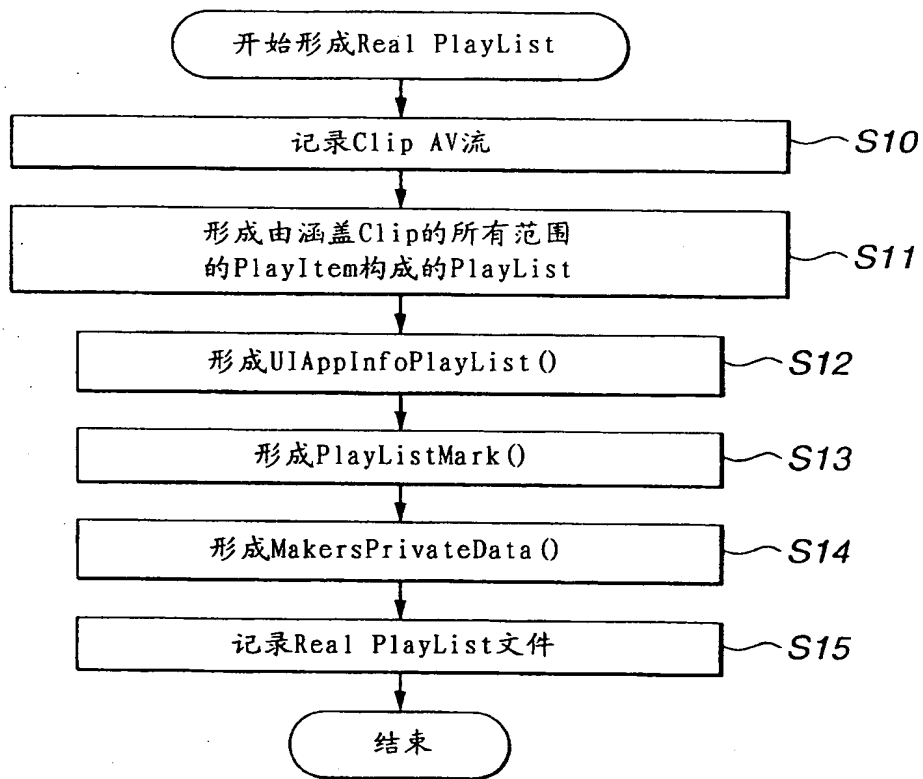 开始形成Real PlayList
记录Clip AV流
S10
形成由涵盖Clip的所有范围
的PlayItem构成的PlayList
S11
形成UIAppInfoPlayList()
S12
形成PlayListMark()
S13
形成MakersPrivateData()
S14
记录Real PlayList文件
S15
结束